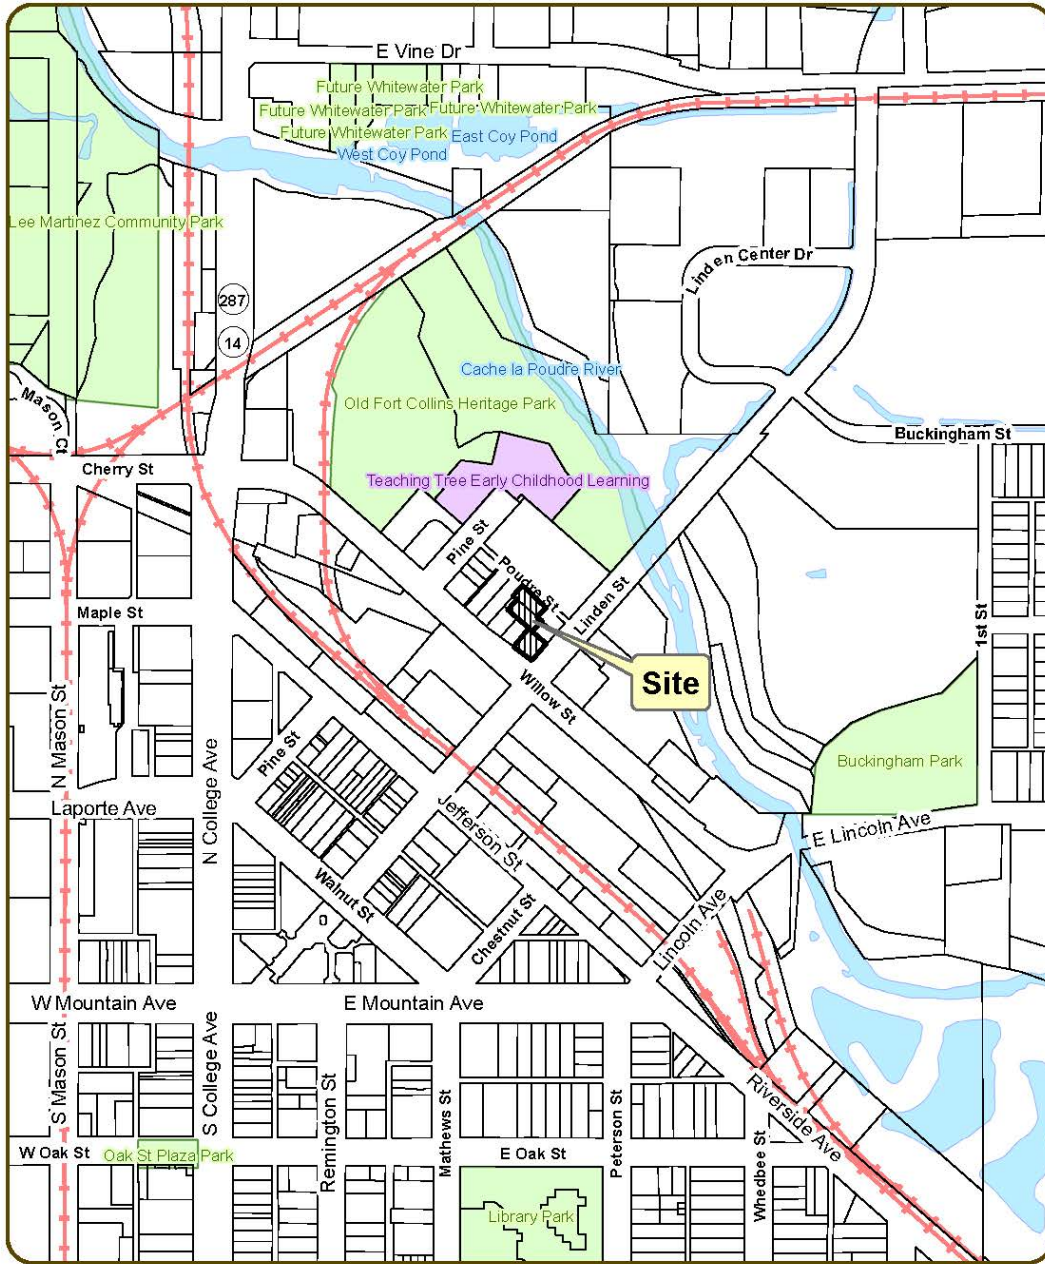 E Vine Dr
Future Whitewater Park
Future Whitewater Park
Future Whitewater Park
Future Whitewater Park
East Coy Pond
West Coy Pond
Lee Martinez Community Park
Linden Center Dr
287
14
Cache la Poudre River
Mason Ct
Old Fort Collins Heritage Park
Buckingham St
Cherry St
Teaching Tree Early Childhood Learning
Pine St
Poudre St
Linden St
Maple St
1st St
Site
Willow St
N Mason St
N College Ave
Pine St
Buckingham Park
Laporte Ave
Jefferson St
E Lincoln Ave
Walnut St
Chestnut St
Lincoln Ave
W Mountain Ave
E Mountain Ave
S Mason St
S College Ave
Remington St
Mathews St
Peterson St
Riverside Ave
Whedbee St
W Oak St
Oak St Plaza Park
E Oak St
Library Park